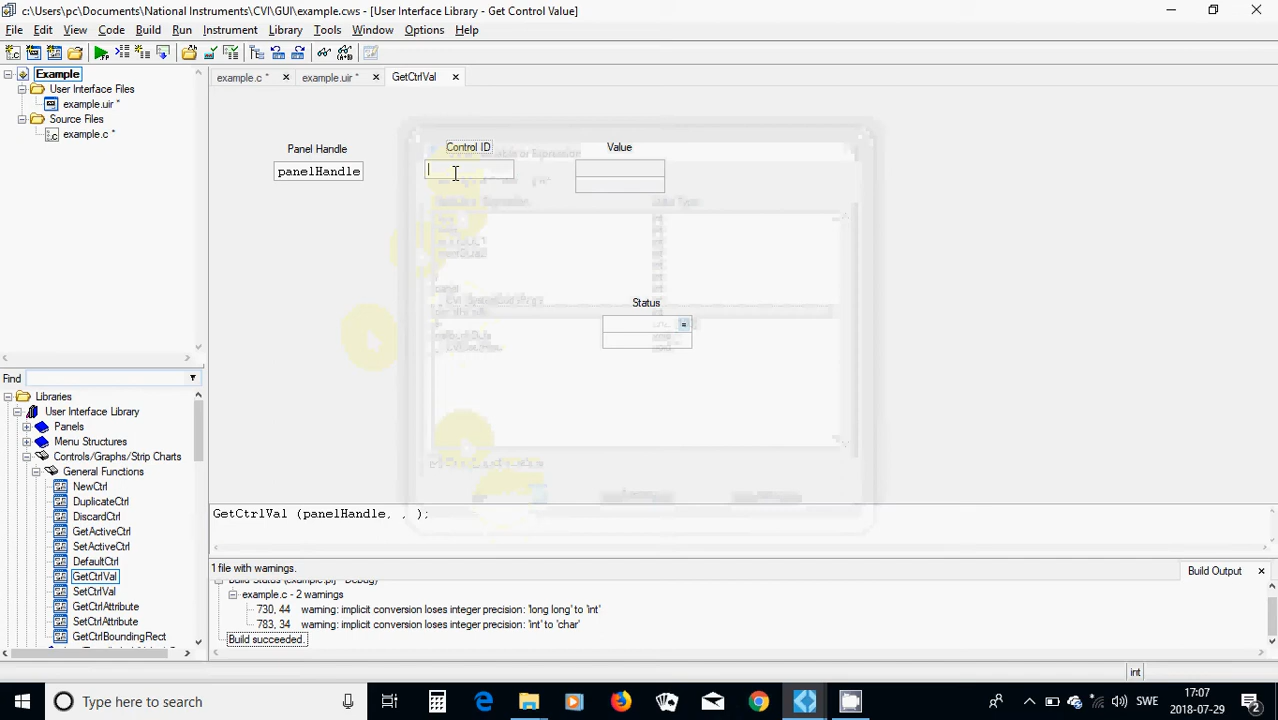 c:\Users\pc\Documents\National Instruments\CVI\GUI\example.cws - [User Interface Library - Get Control Value]
File Edit View Code Build Run Instrument Library Tools Window Options Help
Example
User Interface Files
example.uir *
Source Files
example.c *
example.c * example.uir * GetCtrlVal
Panel Handle
panelHandle
Control ID
Value
Status
Find
Libraries
User Interface Library
Panels
Menu Structures
Controls/Graphs/Strip Charts
General Functions
NewCtrl
DuplicateCtrl
DiscardCtrl
GetActiveCtrl
SetActiveCtrl
DefaultCtrl
GetCtrlVal
SetCtrlVal
GetCtrlAttribute
SetCtrlAttribute
GetCtrlBoundingRect
GetCtrlVal (panelHandle, , );
1 file with warnings.
Build Output
Build Status (example.prj - Debug)
example.c - 2 warnings
730, 44 warning: implicit conversion loses integer precision: 'long long' to 'int'
783, 34 warning: implicit conversion loses integer precision: 'int' to 'char'
Build succeeded.
int
Type here to search
SWE
17:07
2018-07-29
2